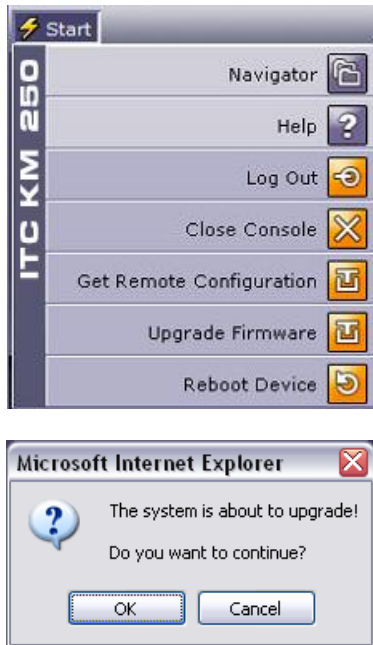 Start
ITC KM 250
Navigator
Help
?
Log Out
Close Console
Get Remote Configuration
Upgrade Firmware
Reboot Device
Microsoft Internet Explorer
?
The system is about to upgrade!
Do you want to continue?
OK Cancel